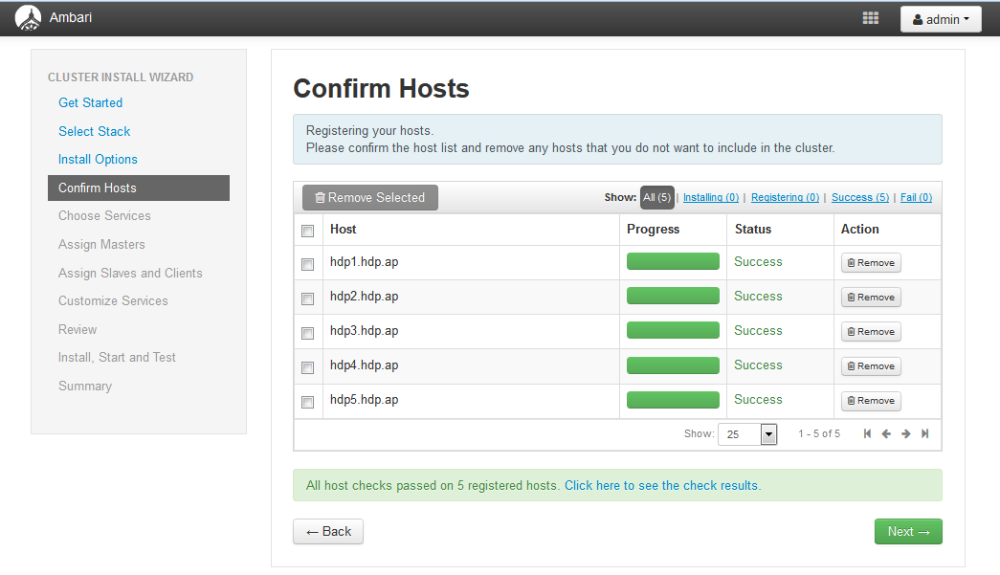 Ambari
admin
CLUSTER INSTALL WIZARD
Get Started
Select Stack
Install Options
Confirm Hosts
Choose Services
Assign Masters
Assign Slaves and Clients
Customize Services
Review
Install, Start and Test
Summary
Confirm Hosts
Registering your hosts.
Please confirm the host list and remove any hosts that you do not want to include in the cluster.
Remove Selected Show: All (5) | Installing (0) | Registering (0) | Success (5) | Fail (0)
Host Progress Status Action
hdp1.hdp.ap Success Remove
hdp2.hdp.ap Success Remove
hdp3.hdp.ap Success Remove
hdp4.hdp.ap Success Remove
hdp5.hdp.ap Success Remove
Show: 25 1 - 5 of 5
All host checks passed on 5 registered hosts. Click here to see the check results.
← Back Next →